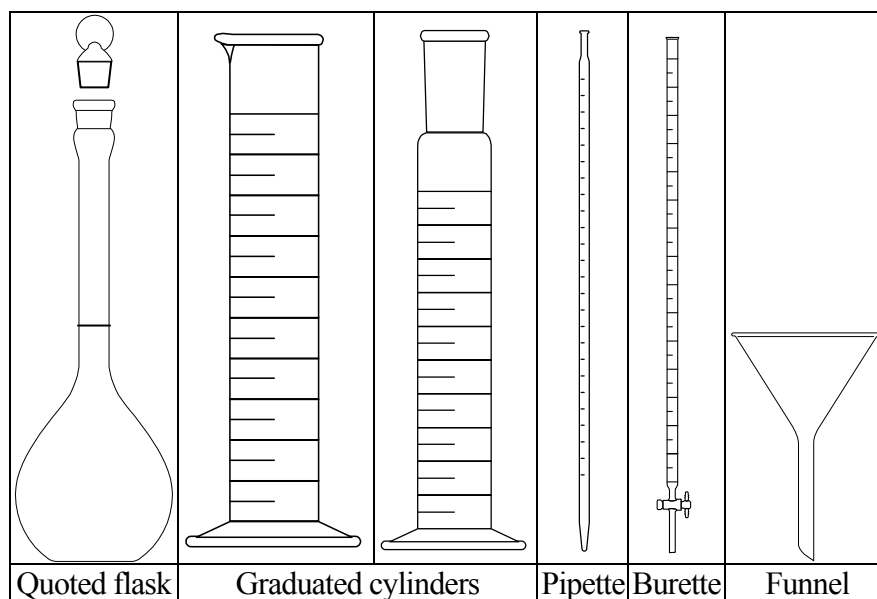 Quoted flask
Graduated cylinders
Pipette
Burette
Funnel